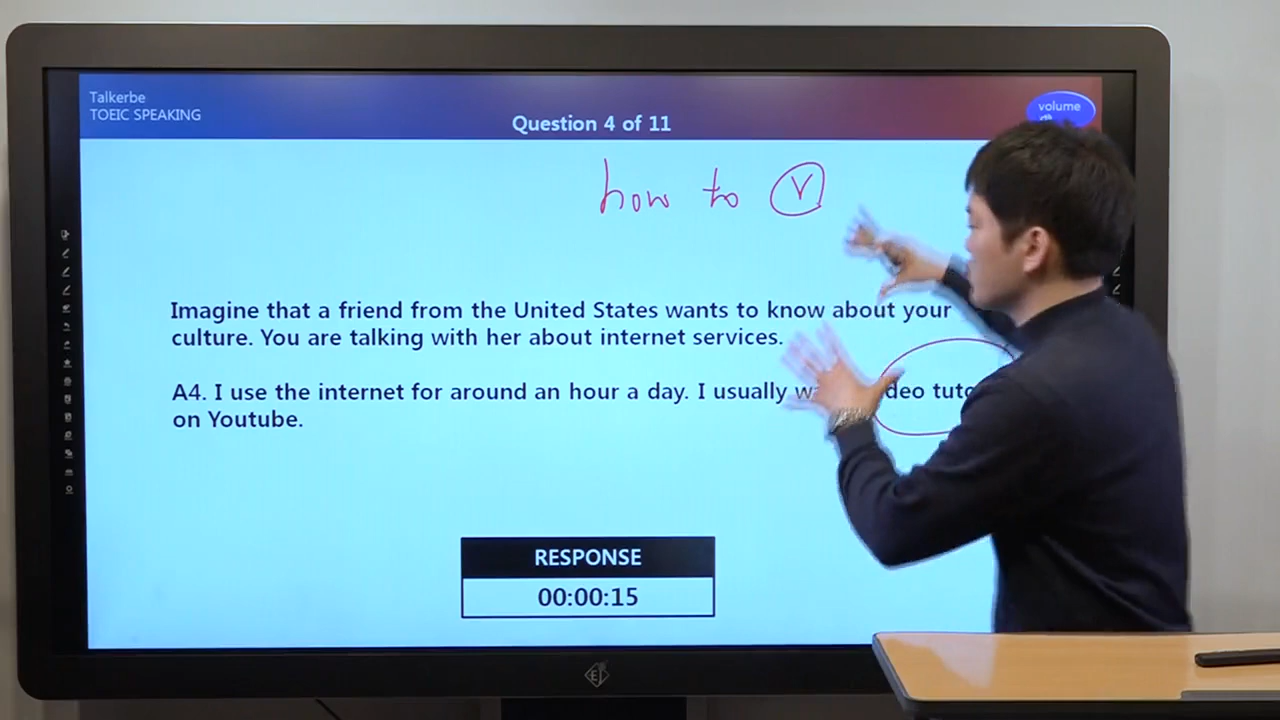 Talkerbe
TOEIC SPEAKING
Question 4 of 11
volume
how to V
Imagine that a friend from the United States wants to know about your
culture. You are talking with her about internet services.
A4. I use the internet for around an hour a day. I usually
on Youtube.
RESPONSE
00:00:15